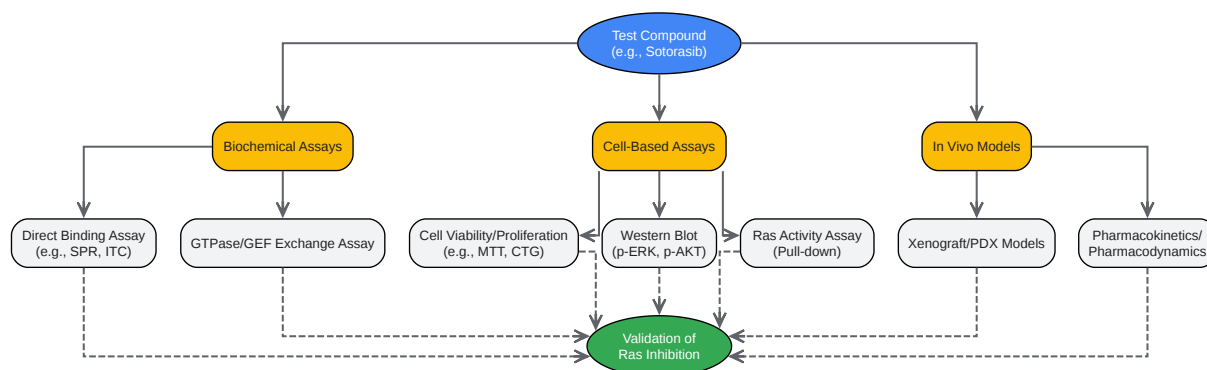 Test Compound
(e.g., Sotorasib)
Biochemical Assays
Cell-Based Assays
In Vivo Models
Direct Binding Assay
(e.g., SPR, ITC)
GTPase/GEF Exchange Assay
Cell Viability/Proliferation
(e.g., MTT, CTG)
Western Blot
(p-ERK, p-AKT)
Ras Activity Assay
(Pull-down)
Xenograft/PDX Models
Pharmacokinetics/
Pharmacodynamics
Validation of
Ras Inhibition